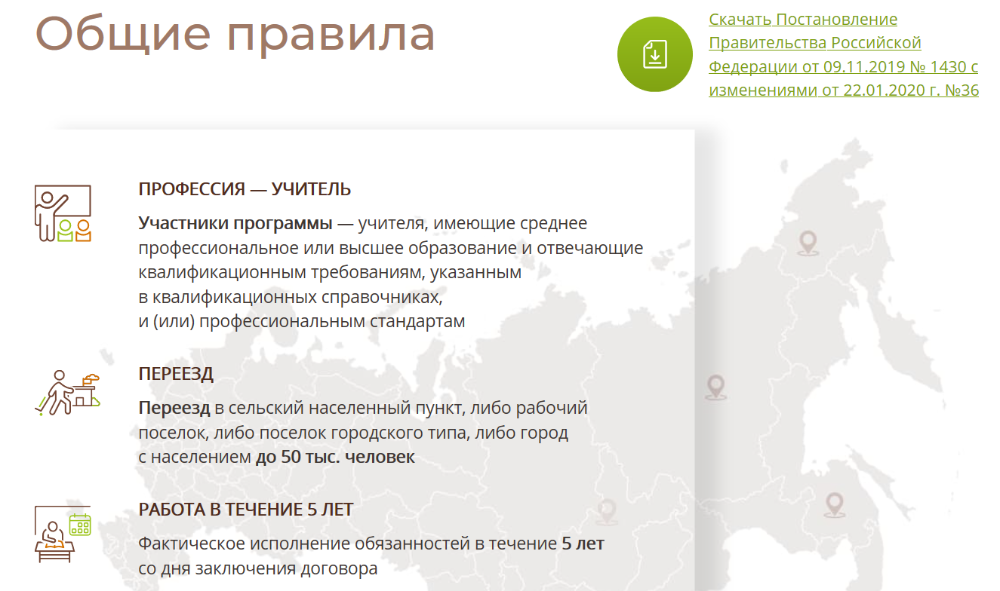 Общие правила
Скачать Постановление
Правительства Российской
Федерации от 09.11.2019 № 1430 с
изменениями от 22.01.2020 г. №36
ПРОФЕССИЯ — УЧИТЕЛЬ
Участники программы — учителя, имеющие среднее
профессиональное или высшее образование и отвечающие
квалификационным требованиям, указанным
в квалификационных справочниках,
и (или) профессиональным стандартам
ПЕРЕЕЗД
Переезд в сельский населенный пункт, либо рабочий
поселок, либо поселок городского типа, либо город
с населением до 50 тыс. человек
РАБОТА В ТЕЧЕНИЕ 5 ЛЕТ
Фактическое исполнение обязанностей в течение 5 лет
со дня заключения договора